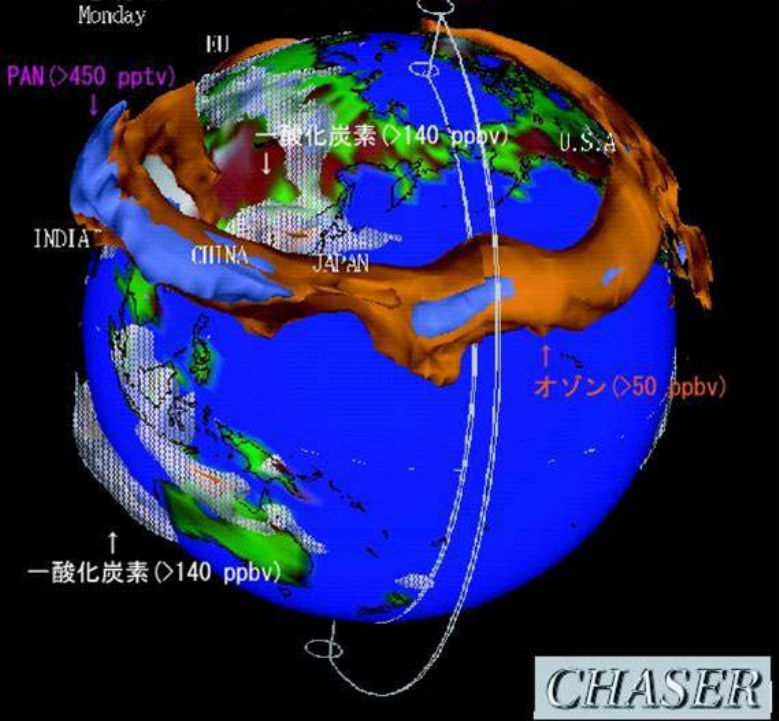 Monday
EU
PAN(>450 pptv)
↓
一酸化炭素(>140 ppbv)
↓
U.S.A
INDIA
CHINA
JAPAN
↑
オゾン(>50 ppbv)
↑
一酸化炭素(>140 ppbv)
CHASER